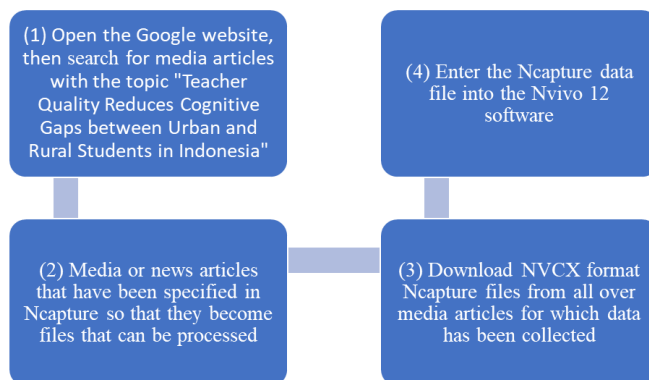 (1) Open the Google website,
then search for media articles
with the topic "Teacher
Quality Reduces Cognitive
Gaps between Urban and
Rural Students in Indonesia"
(2) Media or news articles
that have been specified in
Ncapture so that they become
files that can be processed
(3) Download NVCX format
Ncapture files from all over
media articles for which data
has been collected
(4) Enter the Ncapture data
file into the Nvivo 12
software